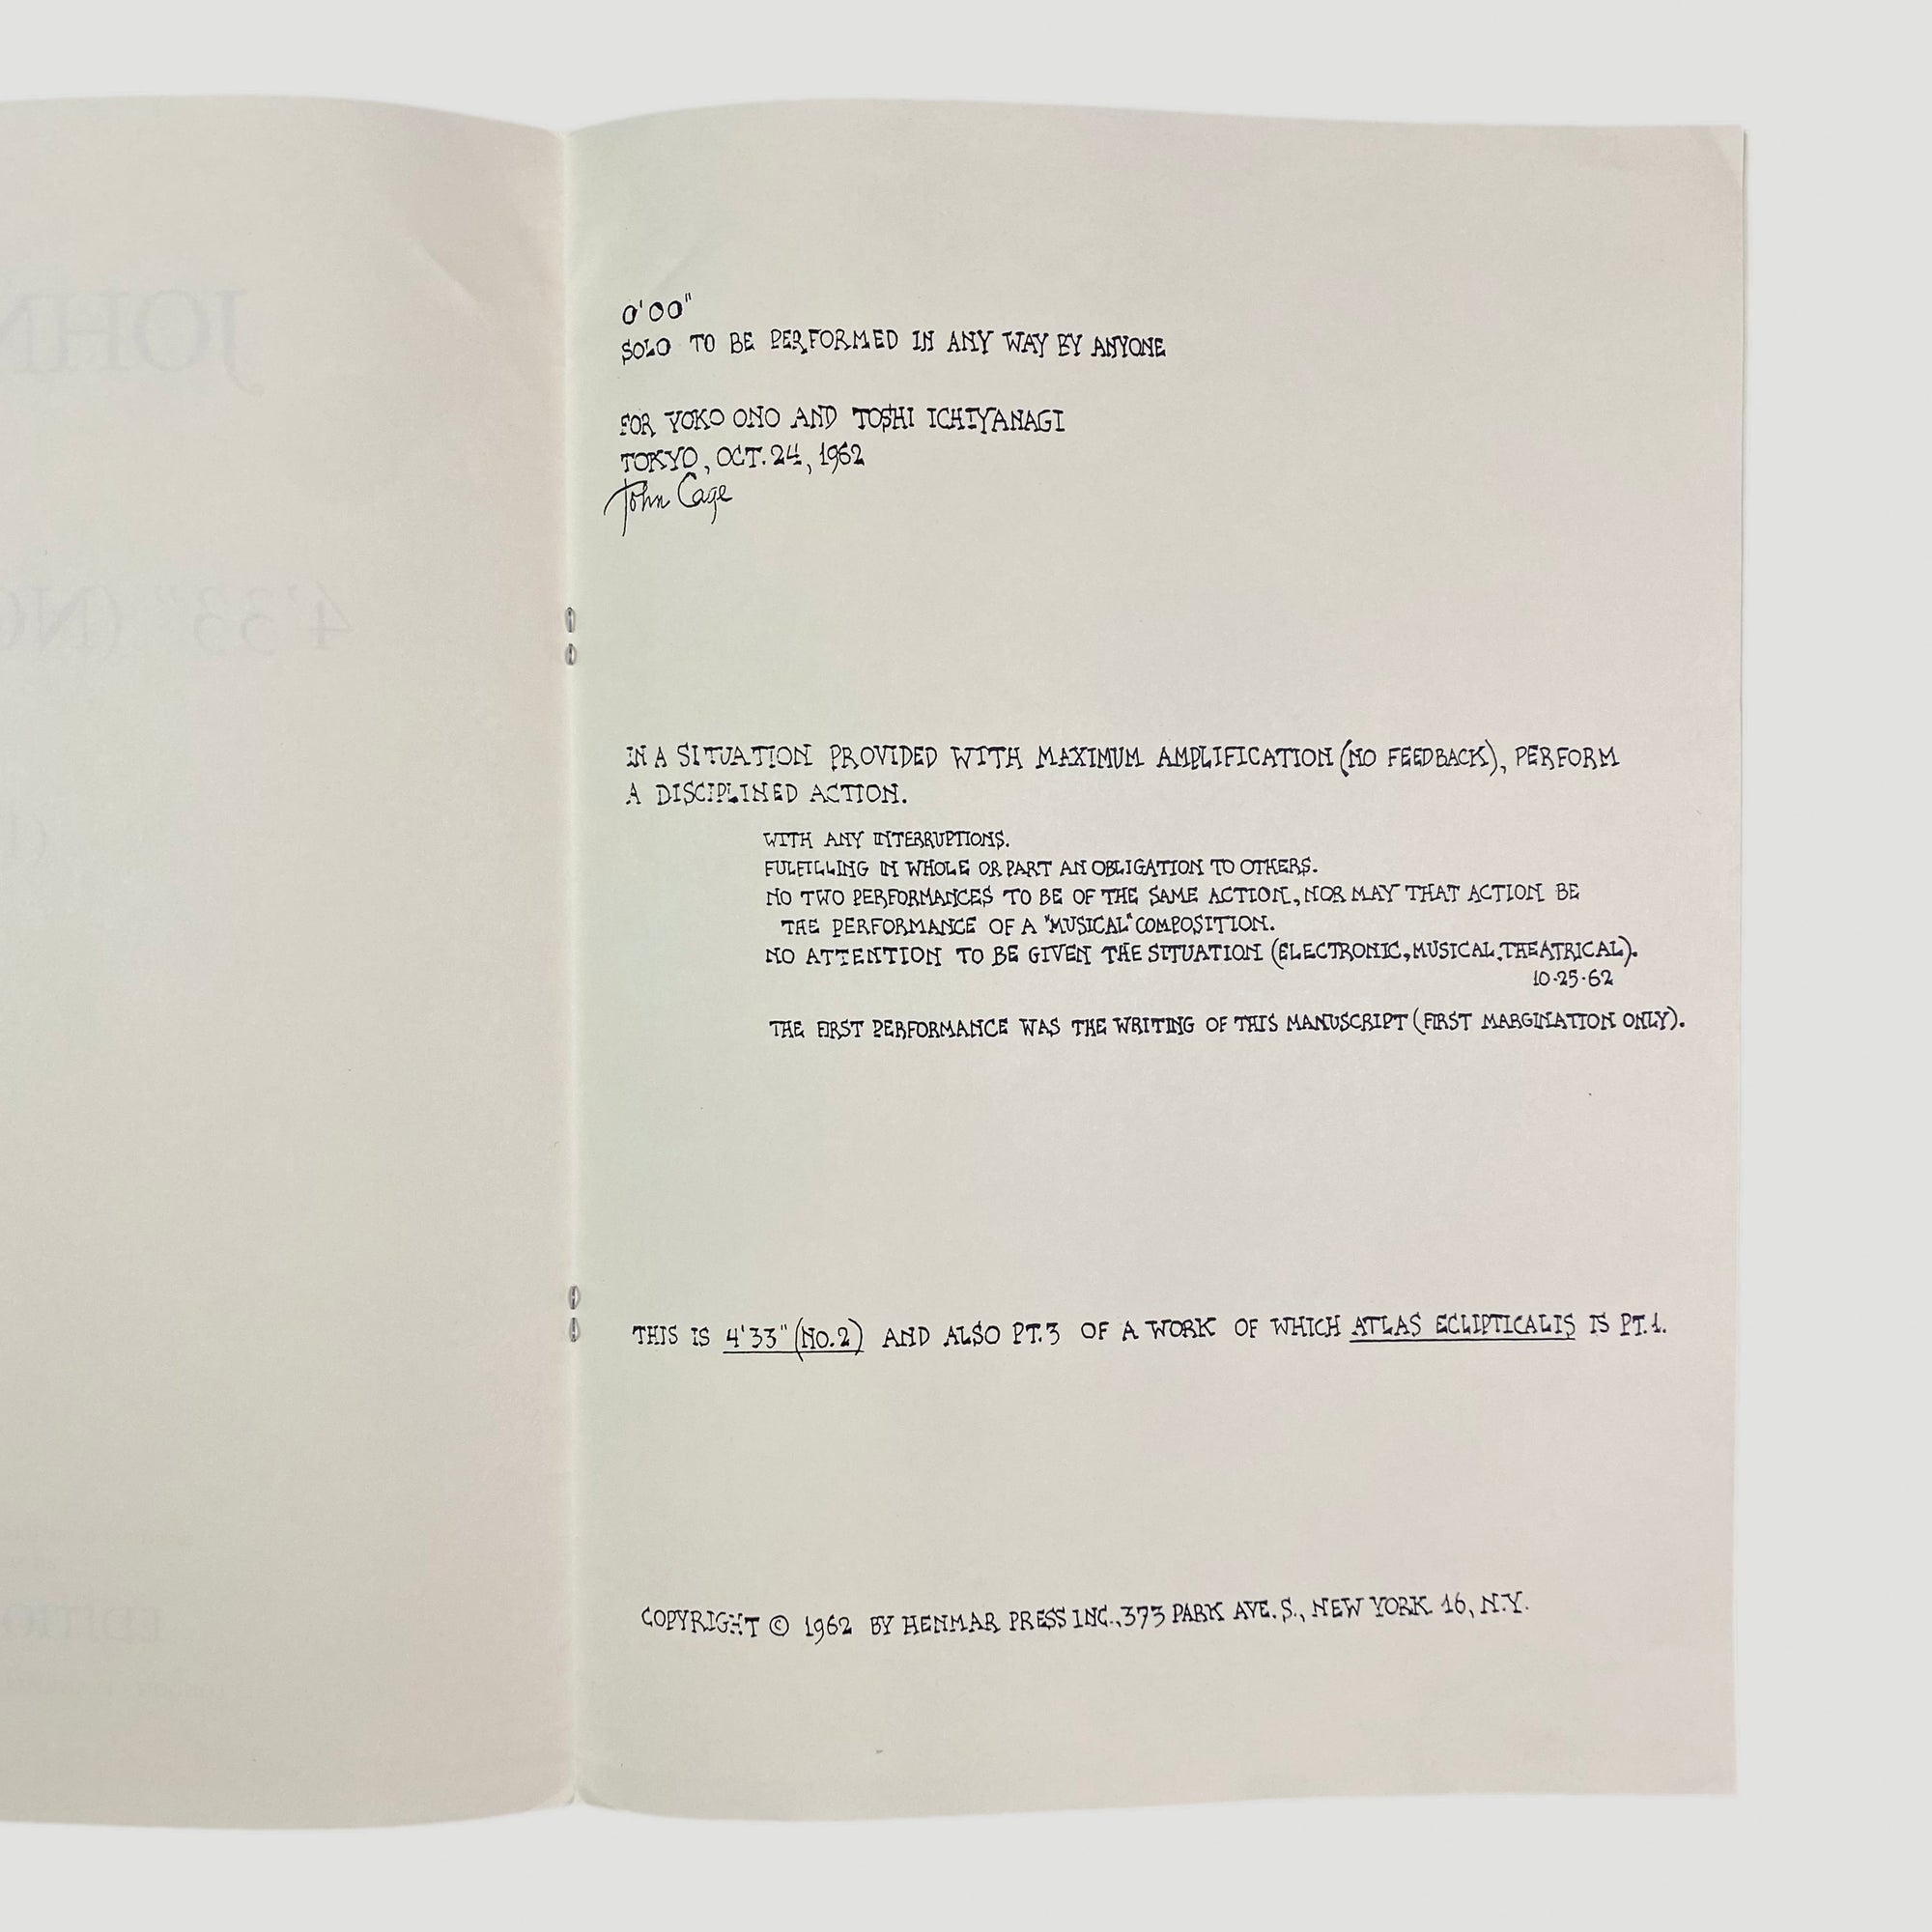 JOHN
4'33" (NO
0'00"
SOLO TO BE PERFORMED IN ANY WAY BY ANYONE
FOR YOKO ONO AND TOSHI ICHIYANAGI
TOKYO, OCT. 24, 1962
John Cage
IN A SITUATION PROVIDED WITH MAXIMUM AMPLIFICATION (NO FEEDBACK), PERFORM
A DISCIPLINED ACTION.
WITH ANY INTERRUPTIONS.
FULFILLING IN WHOLE OR PART AN OBLIGATION TO OTHERS.
NO TWO PERFORMANCES TO BE OF THE SAME ACTION, NOR MAY THAT ACTION BE
THE PERFORMANCE OF A "MUSICAL" COMPOSITION.
NO ATTENTION TO BE GIVEN THE SITUATION (ELECTRONIC, MUSICAL, THEATRICAL).
10-25-62
THE FIRST PERFORMANCE WAS THE WRITING OF THIS MANUSCRIPT (FIRST MARGINATION ONLY).
THIS IS 4'33" (NO.2) AND ALSO PT.3 OF A WORK OF WHICH ATLAS ECLIPTICALIS IS PT.1.
COPYRIGHT © 1962 BY HENMAR PRESS INC., 373 PARK AVE. S., NEW YORK 16, N.Y.